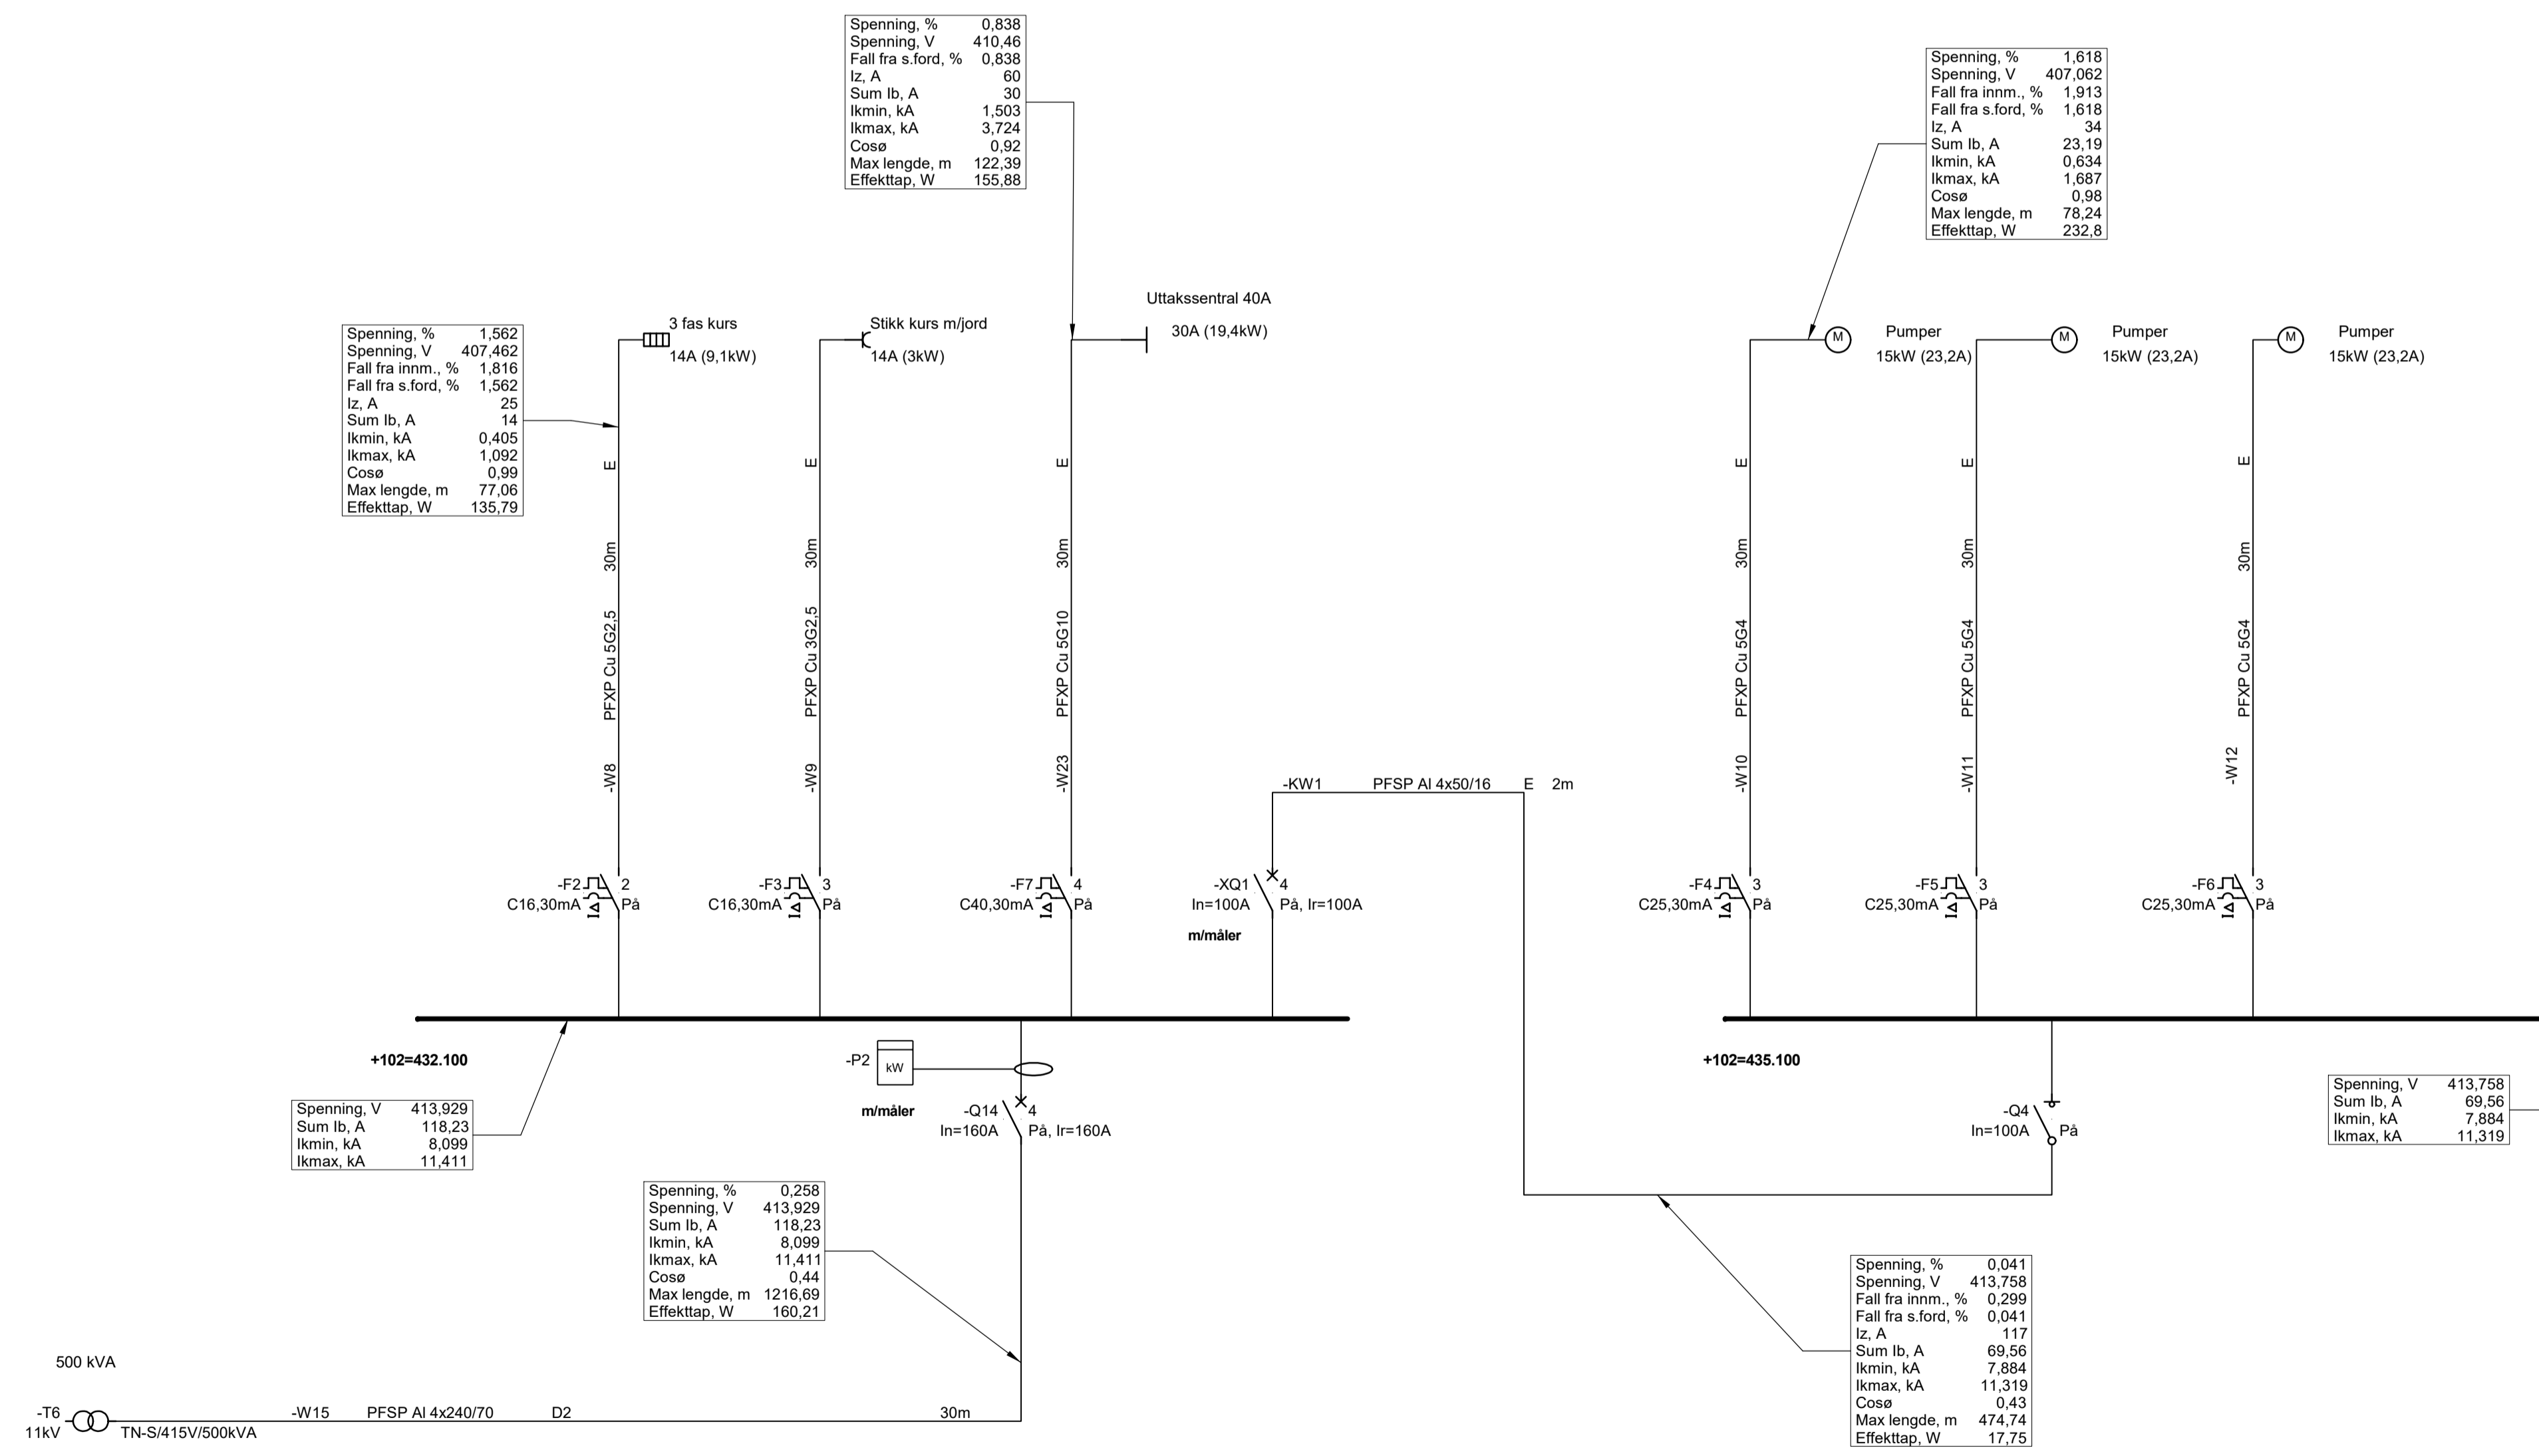 Spenning, % 0,838
Spenning, V 410,46
Fall fra s.ford, % 0,838
Iz, A 60
Sum Ib, A 30
Ikmin, kA 1,503
Ikmax, kA 3,724
Cosø 0,92
Max lengde, m 122,39
Effekttap, W 155,88
Spenning, % 1,618
Spenning, V 407,062
Fall fra innm., % 1,913
Fall fra s.ford, % 1,618
Iz, A 34
Sum Ib, A 23,19
Ikmin, kA 0,634
Ikmax, kA 1,687
Cosø 0,98
Max lengde, m 78,24
Effekttap, W 232,8
Spenning, % 1,562
Spenning, V 407,462
Fall fra innm., % 1,816
Fall fra s.ford, % 1,562
Iz, A 25
Sum Ib, A 14
Ikmin, kA 0,405
Ikmax, kA 1,092
Cosø 0,99
Max lengde, m 77,06
Effekttap, W 135,79
3 fas kurs
14A (9,1kW)
Stikk kurs m/jord
14A (3kW)
Uttakssentral 40A
30A (19,4kW)
M
Pumper
15kW (23,2A)
M
Pumper
15kW (23,2A)
M
Pumper
15kW (23,2A)
-W8 PFXP Cu 5G2,5 30m E
-W9 PFXP Cu 3G2,5 30m E
-W23 PFXP Cu 5G10 30m E
-W10 PFXP Cu 5G4 30m E
-W11 PFXP Cu 5G4 30m E
-W12 PFXP Cu 5G4 30m E
-KW1 PFSP Al 4x50/16 E 2m
-F2 2
C16,30mA På
-F3 3
C16,30mA På
-F7 4
C40,30mA På
-XQ1 4
In=100A På, Ir=100A
m/måler
-F4 3
C25,30mA På
-F5 3
C25,30mA På
-F6 3
C25,30mA På
+102=432.100
-P2 kW
m/måler
-Q14 4
In=160A På, Ir=160A
+102=435.100
-Q4
In=100A På
Spenning, V 413,929
Sum Ib, A 118,23
Ikmin, kA 8,099
Ikmax, kA 11,411
Spenning, V 413,758
Sum Ib, A 69,56
Ikmin, kA 7,884
Ikmax, kA 11,319
Spenning, % 0,258
Spenning, V 413,929
Sum Ib, A 118,23
Ikmin, kA 8,099
Ikmax, kA 11,411
Cosø 0,44
Max lengde, m 1216,69
Effekttap, W 160,21
Spenning, % 0,041
Spenning, V 413,758
Fall fra innm., % 0,299
Fall fra s.ford, % 0,041
Iz, A 117
Sum Ib, A 69,56
Ikmin, kA 7,884
Ikmax, kA 11,319
Cosø 0,43
Max lengde, m 474,74
Effekttap, W 17,75
500 kVA
-T6
11kV
TN-S/415V/500kVA
-W15 PFSP Al 4x240/70 D2 30m